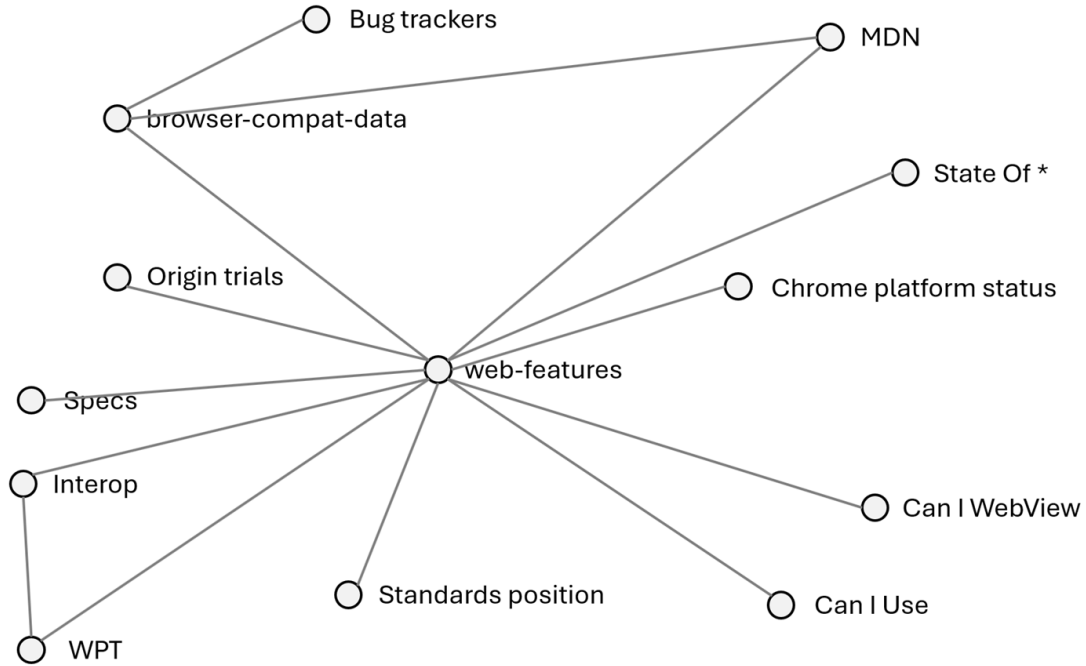 Bug trackers
MDN
browser-compat-data
State Of *
Origin trials
Chrome platform status
web-features
Specs
Interop
Can I WebView
Standards position
Can I Use
WPT